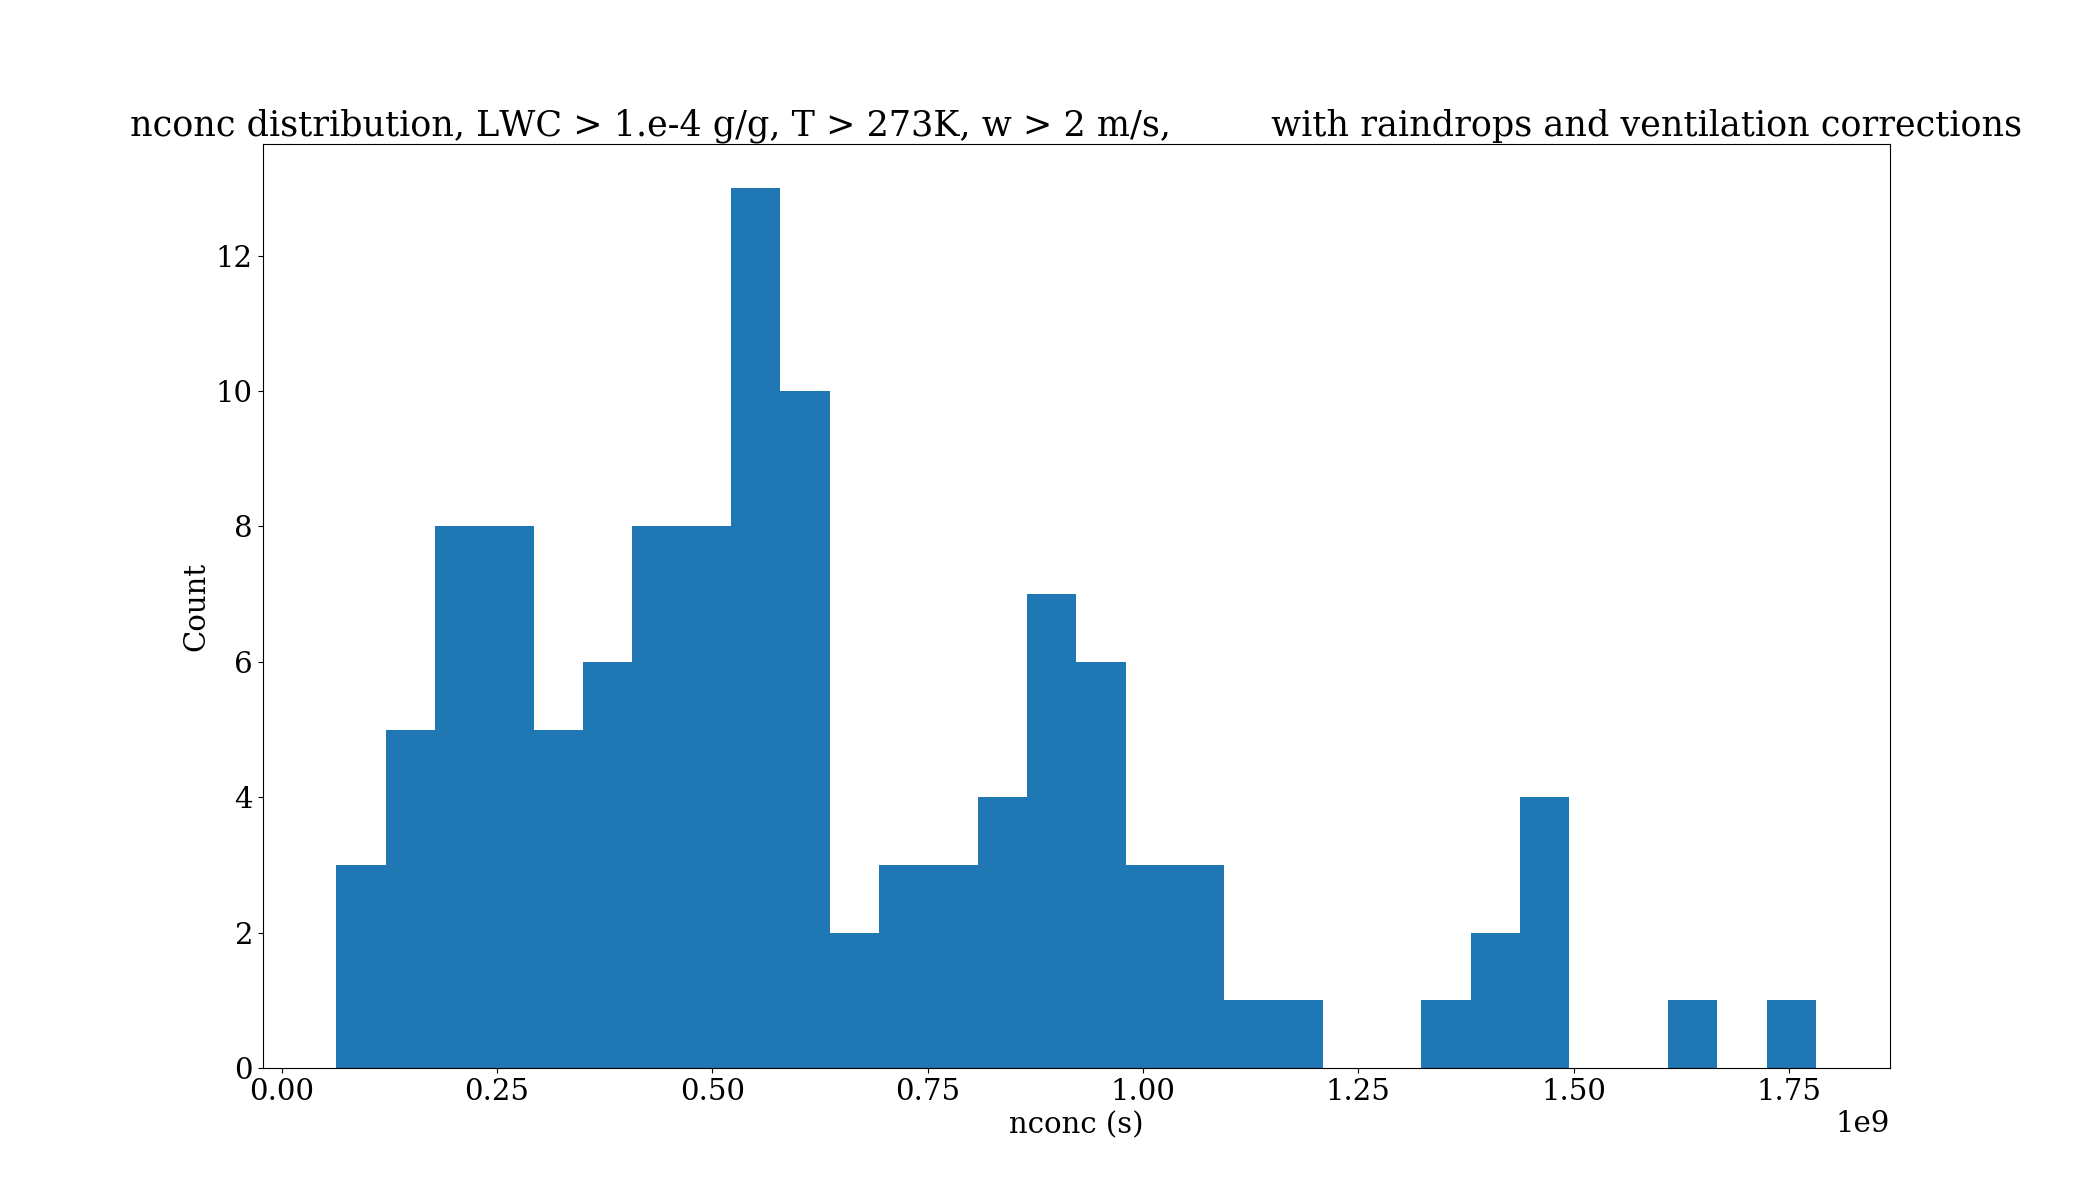 nconc distribution, LWC > 1.e-4 g/g, T > 273K, w > 2 m/s, with raindrops and ventilation corrections
12
10
8
6
4
2
0
Count
0.00 0.25 0.50 0.75 1.00 1.25 1.50 1.75
nconc (s)
1e9